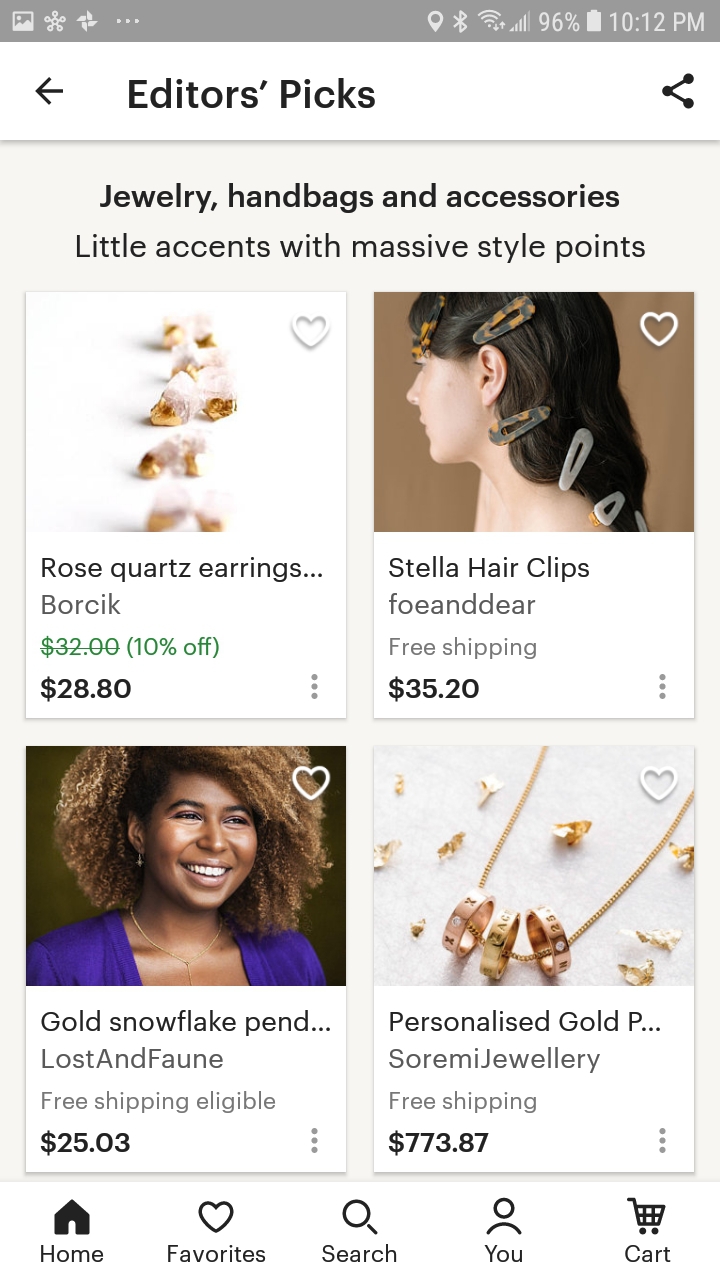 96% 10:12 PM
Editors’ Picks
Jewelry, handbags and accessories
Little accents with massive style points
Rose quartz earrings...
Borcik
$32.00 (10% off)
$28.80
Stella Hair Clips
foeanddear
Free shipping
$35.20
Gold snowflake pend...
LostAndFaune
Free shipping eligible
$25.03
Personalised Gold P...
SoremiJewellery
Free shipping
$773.87
Home Favorites Search You Cart